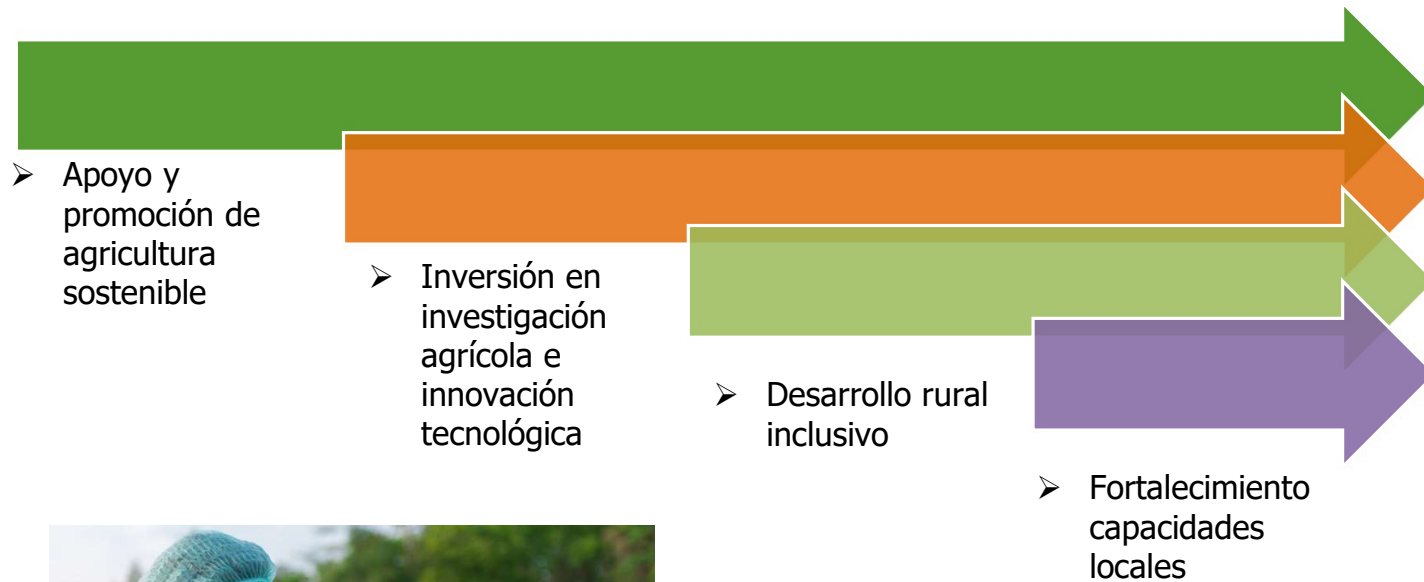 ➢ Apoyo y
promoción de
agricultura
sostenible
➢ Inversión en
investigación
agrícola e
innovación
tecnológica
➢ Desarrollo rural
inclusivo
➢ Fortalecimiento
capacidades
locales